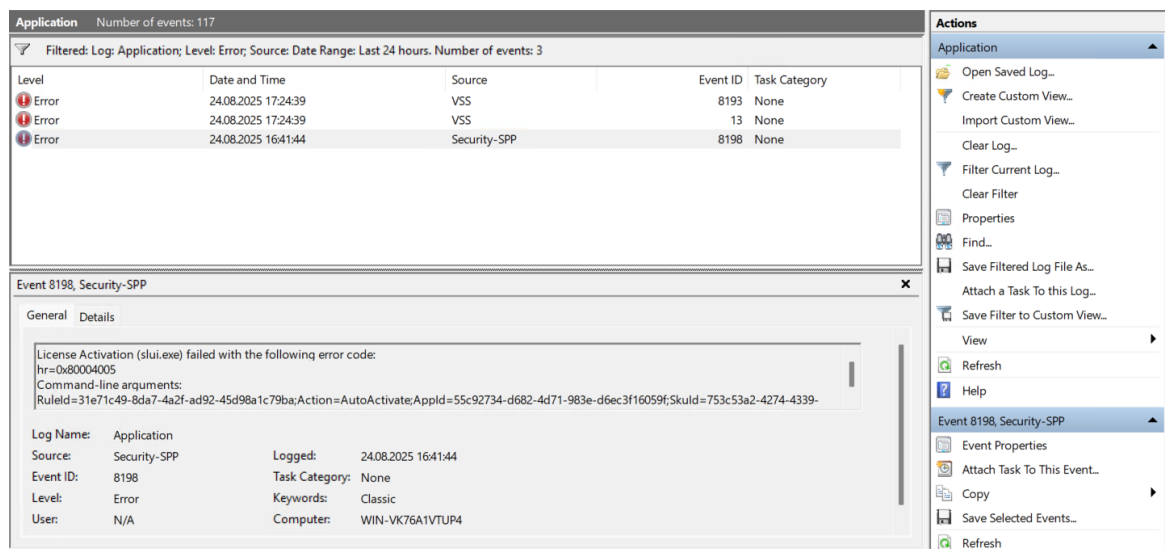 Application Number of events: 117
Filtered: Log: Application; Level: Error; Source: Date Range: Last 24 hours. Number of events: 3
Level Date and Time Source Event ID Task Category
Error 24.08.2025 17:24:39 VSS 8193 None
Error 24.08.2025 17:24:39 VSS 13 None
Error 24.08.2025 16:41:44 Security-SPP 8198 None
Event 8198, Security-SPP
General Details
License Activation (slui.exe) failed with the following error code:
hr=0x80004005
Command-line arguments:
RuleId=31e71c49-8da7-4a2f-ad92-45d98a1c79ba;Action=AutoActivate;AppId=55c92734-d682-4d71-983e-d6ec3f16059f;SkuId=753c53a2-4274-4339-
Log Name: Application
Source: Security-SPP Logged: 24.08.2025 16:41:44
Event ID: 8198 Task Category: None
Level: Error Keywords: Classic
User: N/A Computer: WIN-VK76A1VTUP4
Actions
Application
Open Saved Log...
Create Custom View...
Import Custom View...
Clear Log...
Filter Current Log...
Clear Filter
Properties
Find...
Save Filtered Log File As...
Attach a Task To this Log...
Save Filter to Custom View...
View
Refresh
Help
Event 8198, Security-SPP
Event Properties
Attach Task To This Event...
Copy
Save Selected Events...
Refresh